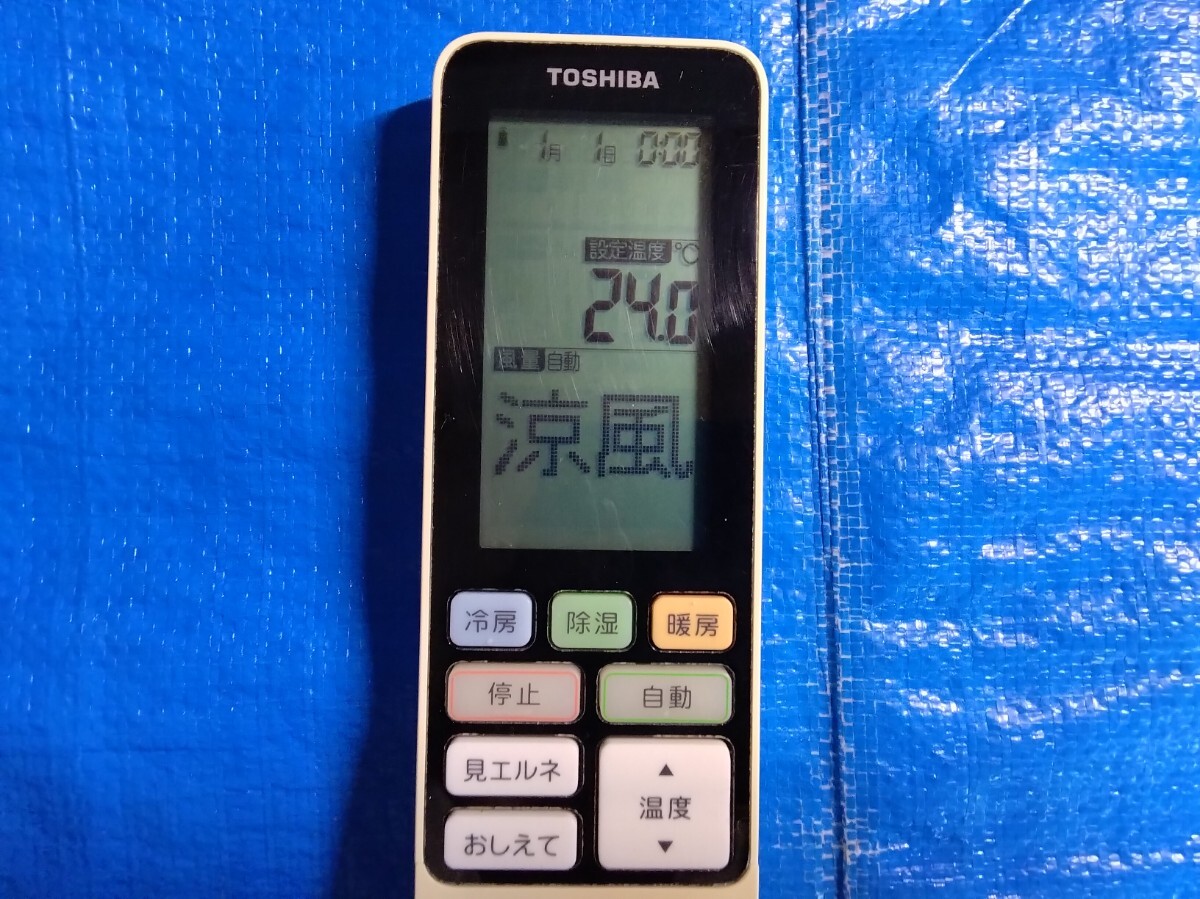 TOSHIBA
1月 1日 0:00
設定温度 ℃
24.0
風量 自動
涼風
冷房 除湿 暖房
停止 自動
見エルネ
▲
温度
▼
おしえて